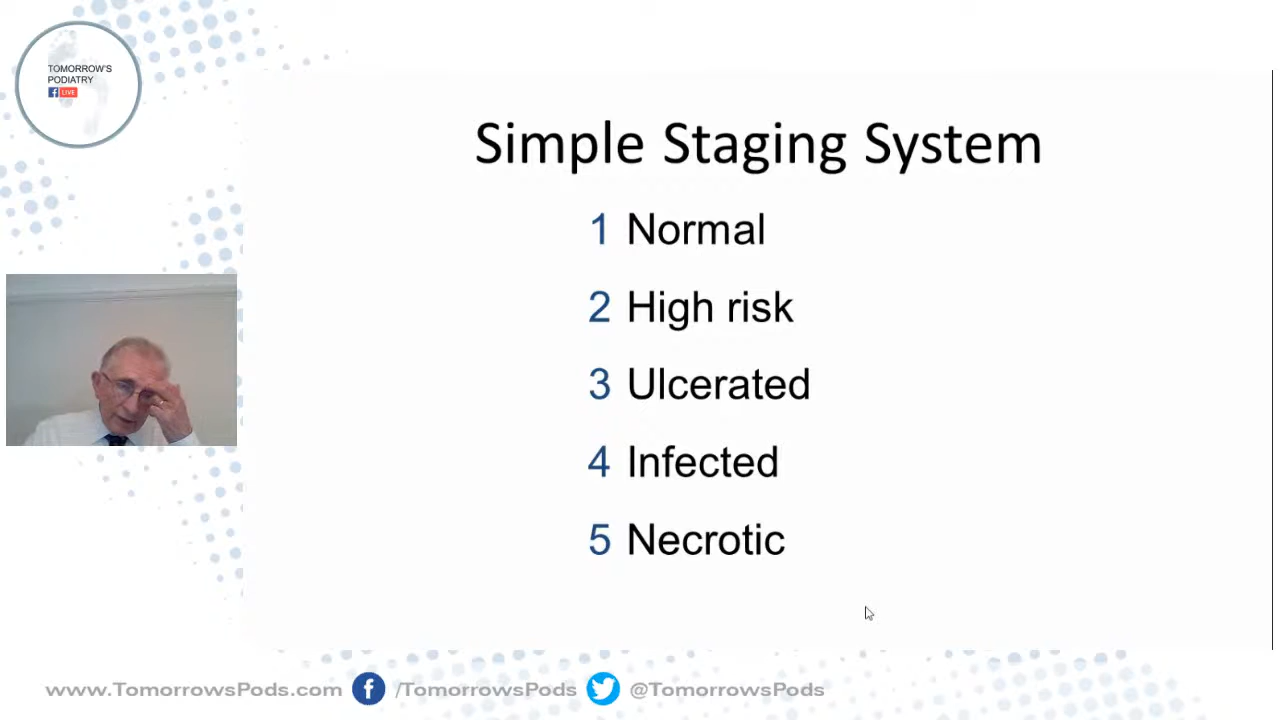 TOMORROW'S
PODIATRY
f LIVE
Simple Staging System
1 Normal
2 High risk
3 Ulcerated
4 Infected
5 Necrotic
www.TomorrowsPods.com f /TomorrowsPods @TomorrowsPods